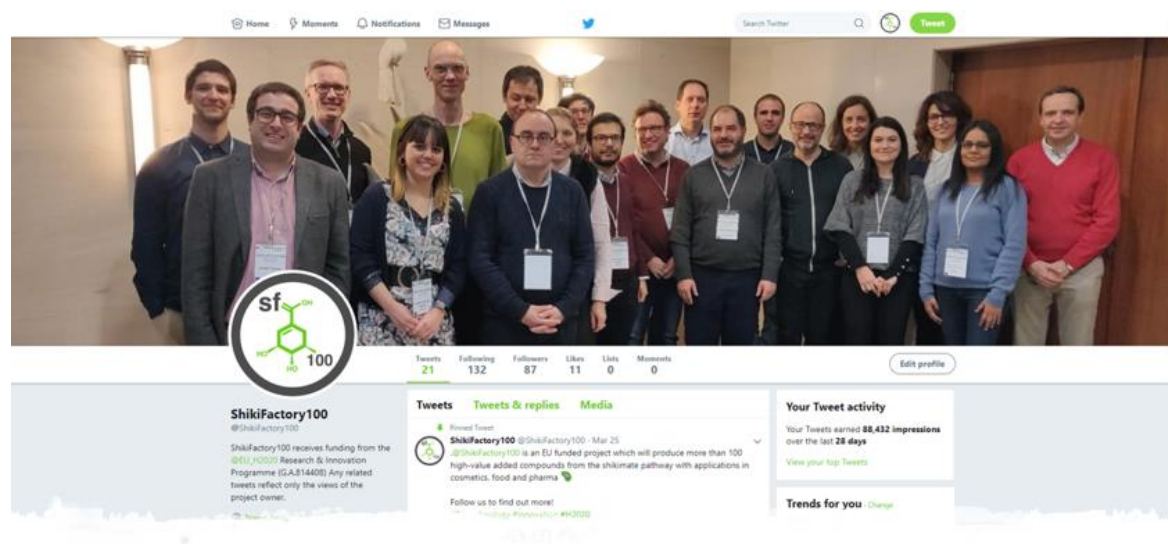 Home Moments Notifications Messages Search Twitter Tweet
sf
OH
HO
100
HO
Tweets Following Followers Likes Lists Moments
21 132 87 11 0 0
Edit profile
ShikiFactory100
@ShikiFactory100
ShikiFactory100 receives funding from the
@EU_H2020 Research & Innovation
Programme (G.A.814408) Any related
tweets reflect only the views of the
project owner.
Tweets Tweets & replies Media
Pinned Tweet
ShikiFactory100 @ShikiFactory100 · Mar 25
.@ShikiFactory100 is an EU funded project which will produce more than 100
high-value added compounds from the shikimate pathway with applications in
cosmetics, food and pharma
Follow us to find out more!
#innovation #H2020
Your Tweet activity
Your Tweets earned 88,432 impressions
over the last 28 days
View your top Tweets
Trends for you · Change